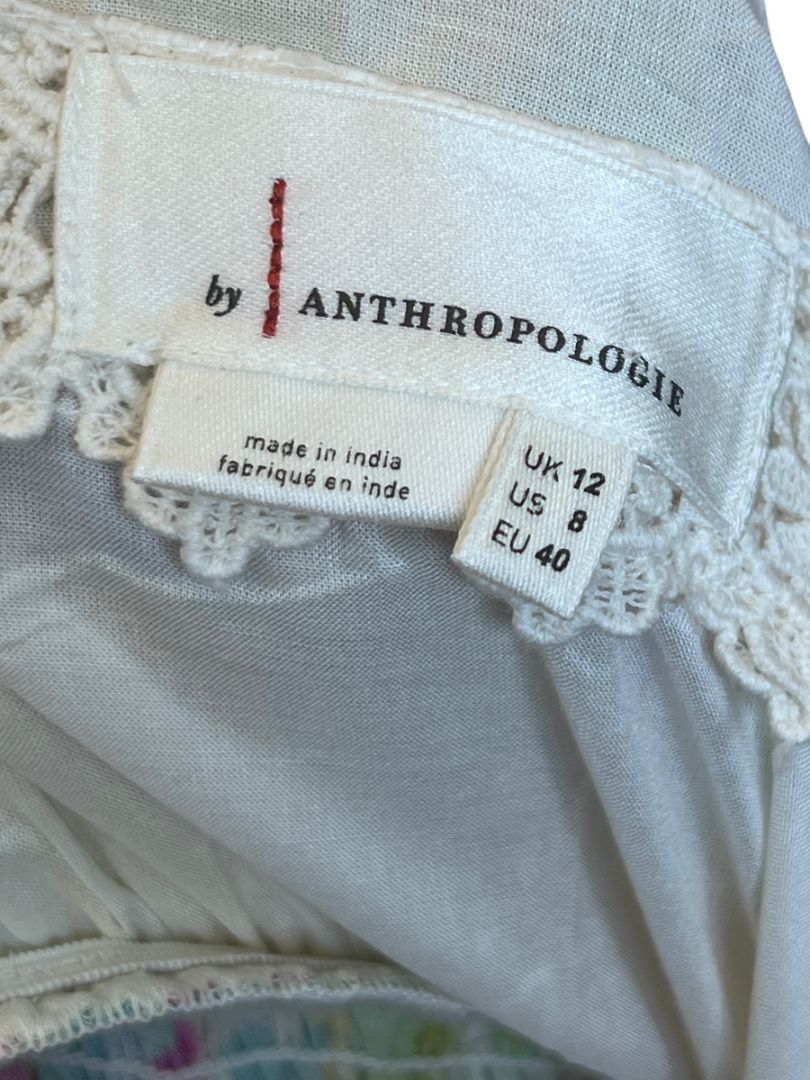 by ANTHROPOLOGIE
made in india
fabriqué en inde
UK 12
US 8
EU 40